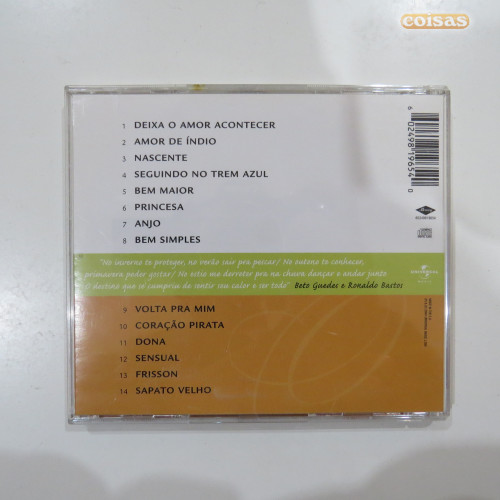 coisas
1 DEIXA O AMOR ACONTECER
2 AMOR DE ÍNDIO
3 NASCENTE
4 SEGUINDO NO TREM AZUL
5 BEM MAIOR
6 PRINCESA
7 ANJO
8 BEM SIMPLES
"No inverno te proteger, no verão sair pra pescar/ No outono te conhecer,
primavera poder gostar/ No estio me derreter pra na chuva dançar e andar junto
O destino que se cumpriu de sentir seu calor e ser todo" Beto Guedes e Ronaldo Bastos
9 VOLTA PRA MIM
10 CORAÇÃO PIRATA
11 DONA
12 SENSUAL
13 FRISSON
14 SAPATO VELHO
6 02498 19654 0